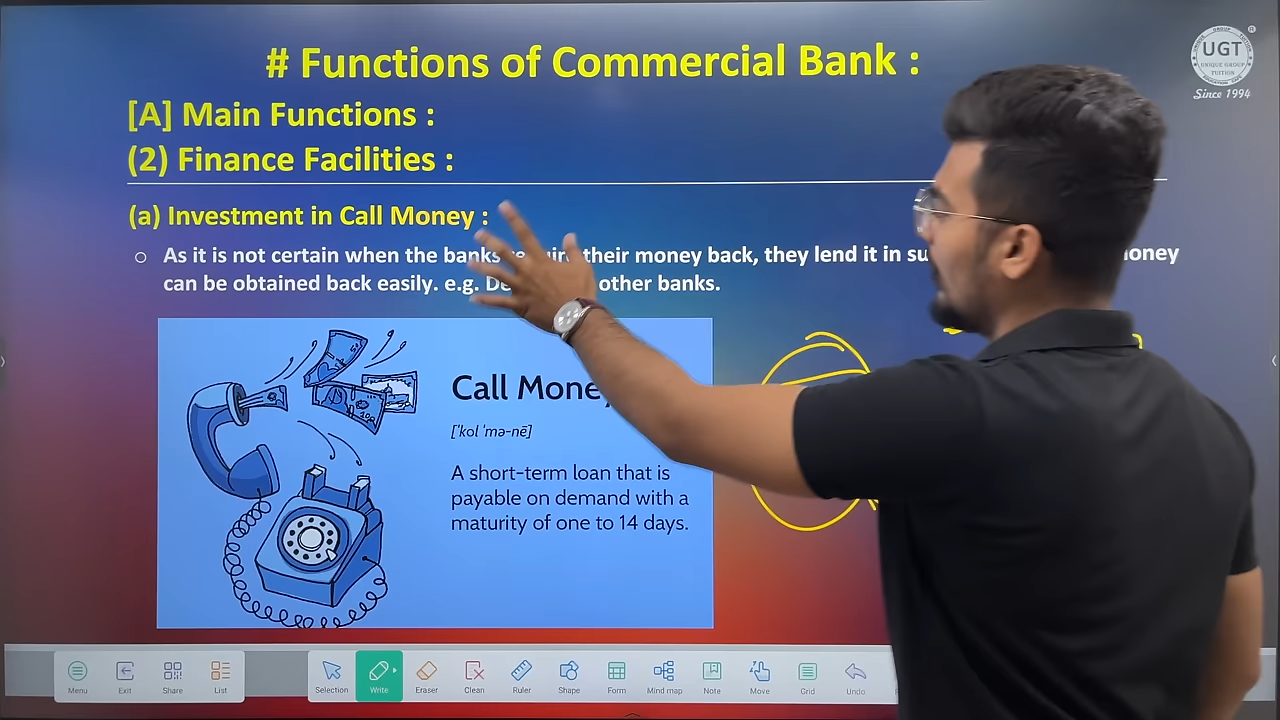 # Functions of Commercial Bank :
UGT
UNIQUE GROUP
TUITION
Since 1994
[A] Main Functions :
(2) Finance Facilities :
(a) Investment in Call Money :
As it is not certain when the banks their money back, they lend it in
can be obtained back easily. e.g. other banks.
Call Money
['kol 'mə-nē]
A short-term loan that is
payable on demand with a
maturity of one to 14 days.
Menu
Exit
Share
List
Selection
Write
Eraser
Clean
Ruler
Shape
Form
Mind map
Note
Move
Grid
Undo